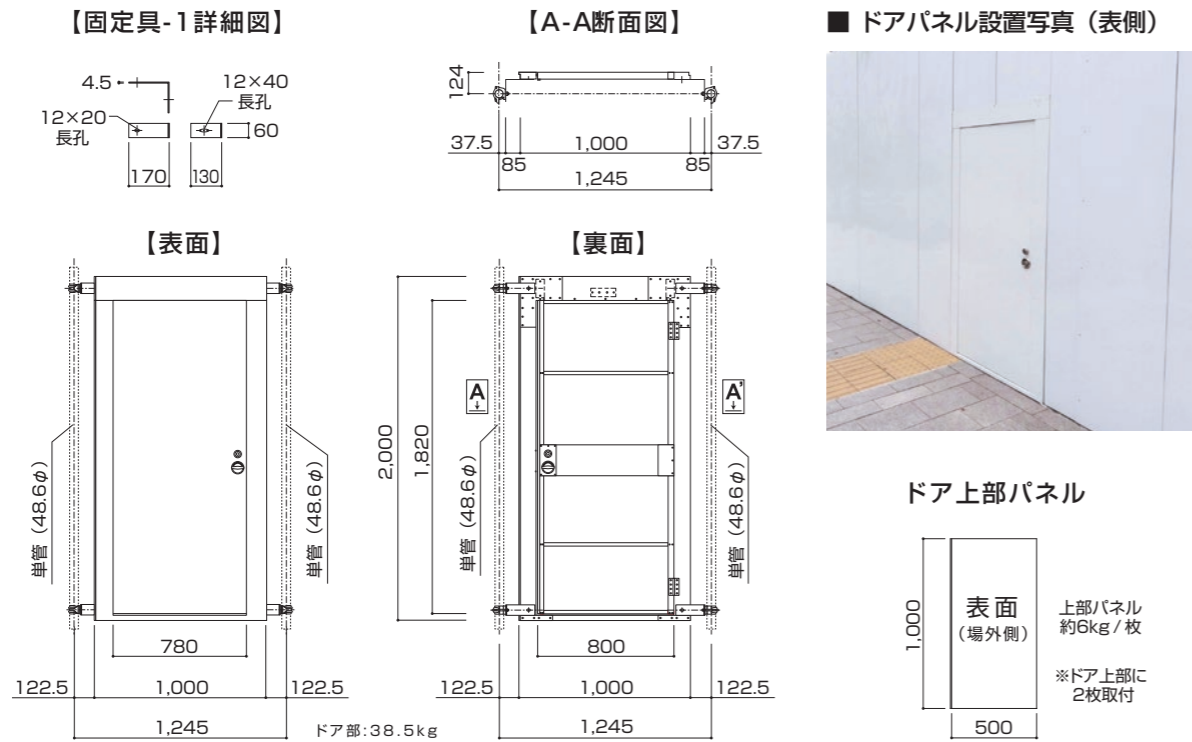 【固定具-1詳細図】
4.5
12×40
長孔
12×20
長孔
60
170
130
【A-A断面図】
124
37.5
85
1,000
85
37.5
1,245
■ ドアパネル設置写真（表側）
【表面】
単管（48.6φ）
単管（48.6φ）
780
122.5
1,000
122.5
1,245
ドア部:38.5kg
【裏面】
2,000
1,820
A
A'
単管（48.6φ）
単管（48.6φ）
800
122.5
1,000
122.5
1,245
ドア上部パネル
1,000
表面
（場外側）
500
上部パネル
約6kg / 枚
※ドア上部に
2枚取付